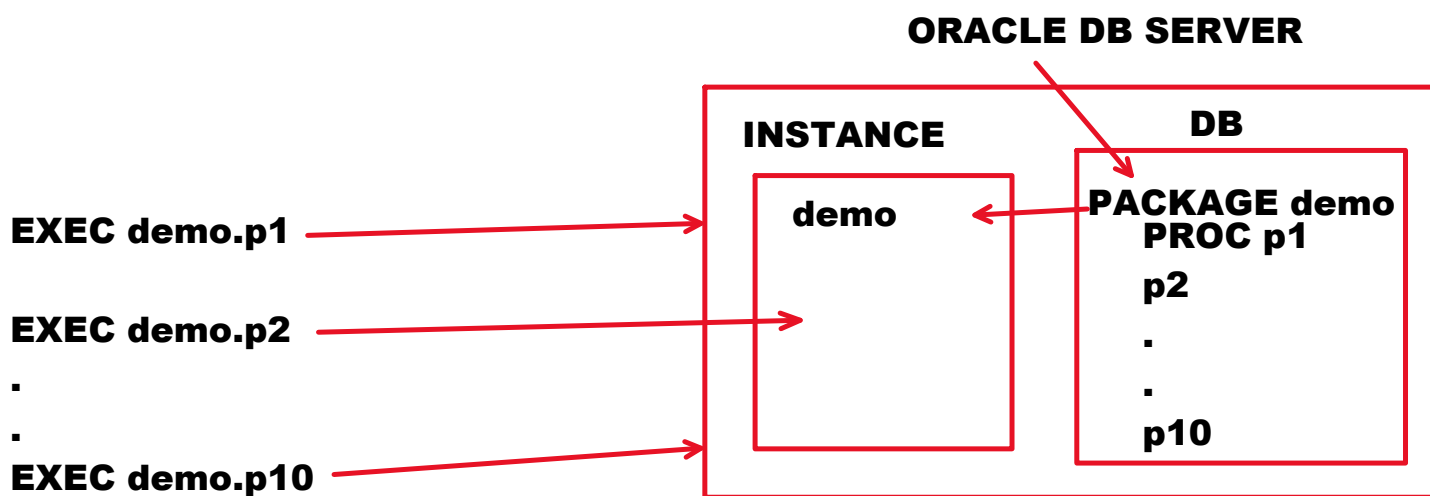 ORACLE DB SERVER
INSTANCE
DB
demo
PACKAGE demo
PROC p1
p2
.
.
p10
EXEC demo.p1
EXEC demo.p2
.
.
EXEC demo.p10